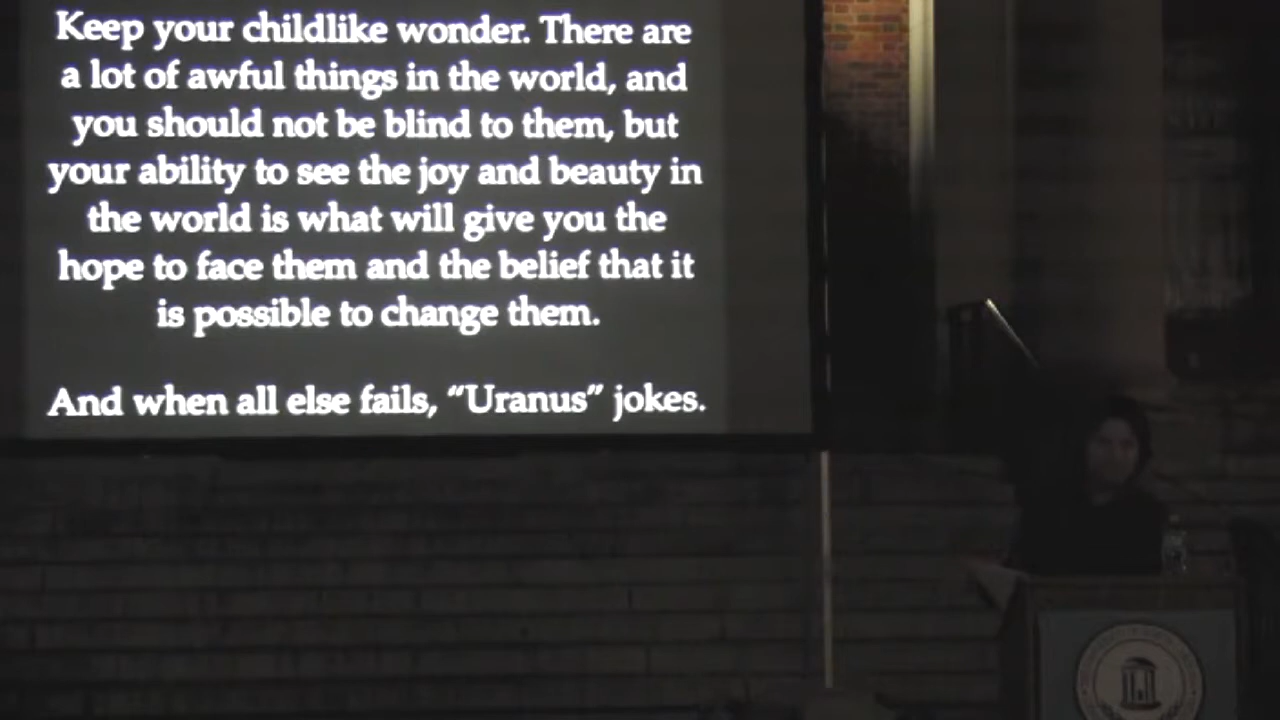 Keep your childlike wonder. There are
a lot of awful things in the world, and
you should not be blind to them, but
your ability to see the joy and beauty in
the world is what will give you the
hope to face them and the belief that it
is possible to change them.
And when all else fails, “Uranus” jokes.